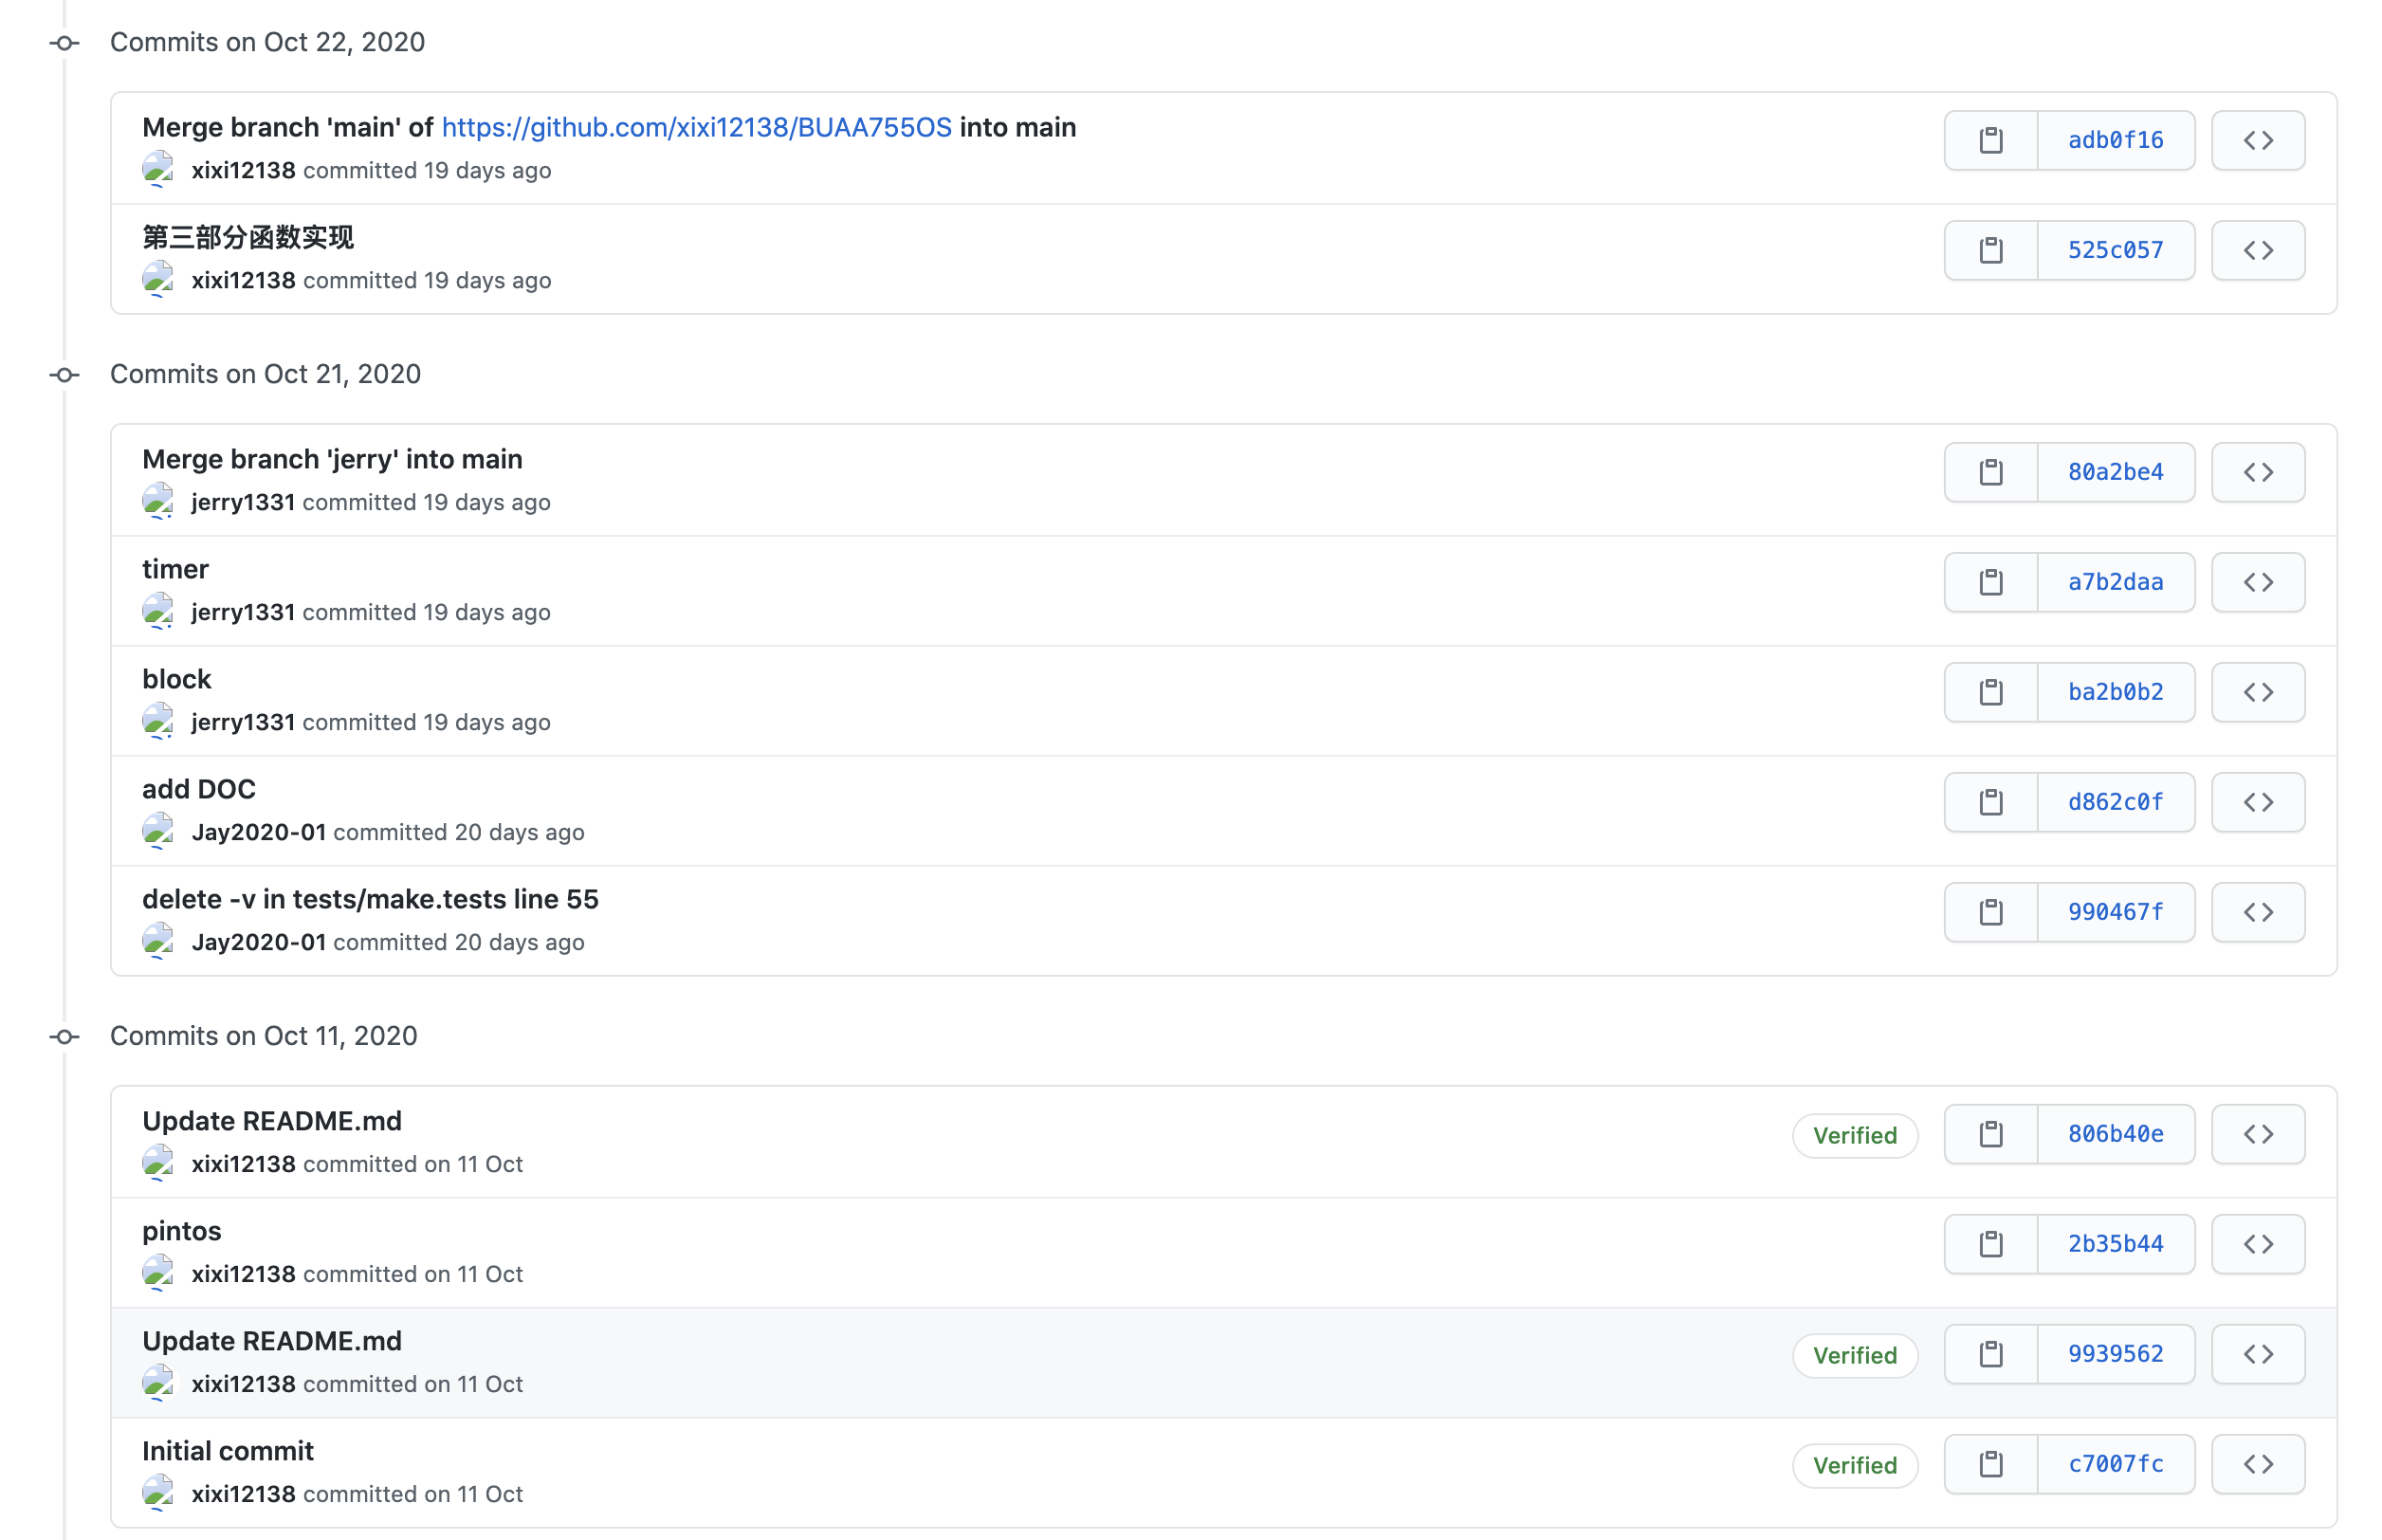 Commits on Oct 22, 2020
Merge branch 'main' of https://github.com/xixi12138/BUAA755OS into main
adb0f16
xixi12138 committed 19 days ago
第三部分函数实现
525c057
xixi12138 committed 19 days ago
Commits on Oct 21, 2020
Merge branch 'jerry' into main
80a2be4
jerry1331 committed 19 days ago
timer
a7b2daa
jerry1331 committed 19 days ago
block
ba2b0b2
jerry1331 committed 19 days ago
add DOC
d862c0f
Jay2020-01 committed 20 days ago
delete -v in tests/make.tests line 55
990467f
Jay2020-01 committed 20 days ago
Commits on Oct 11, 2020
Update README.md
Verified
806b40e
xixi12138 committed on 11 Oct
pintos
2b35b44
xixi12138 committed on 11 Oct
Update README.md
Verified
9939562
xixi12138 committed on 11 Oct
Initial commit
Verified
c7007fc
xixi12138 committed on 11 Oct